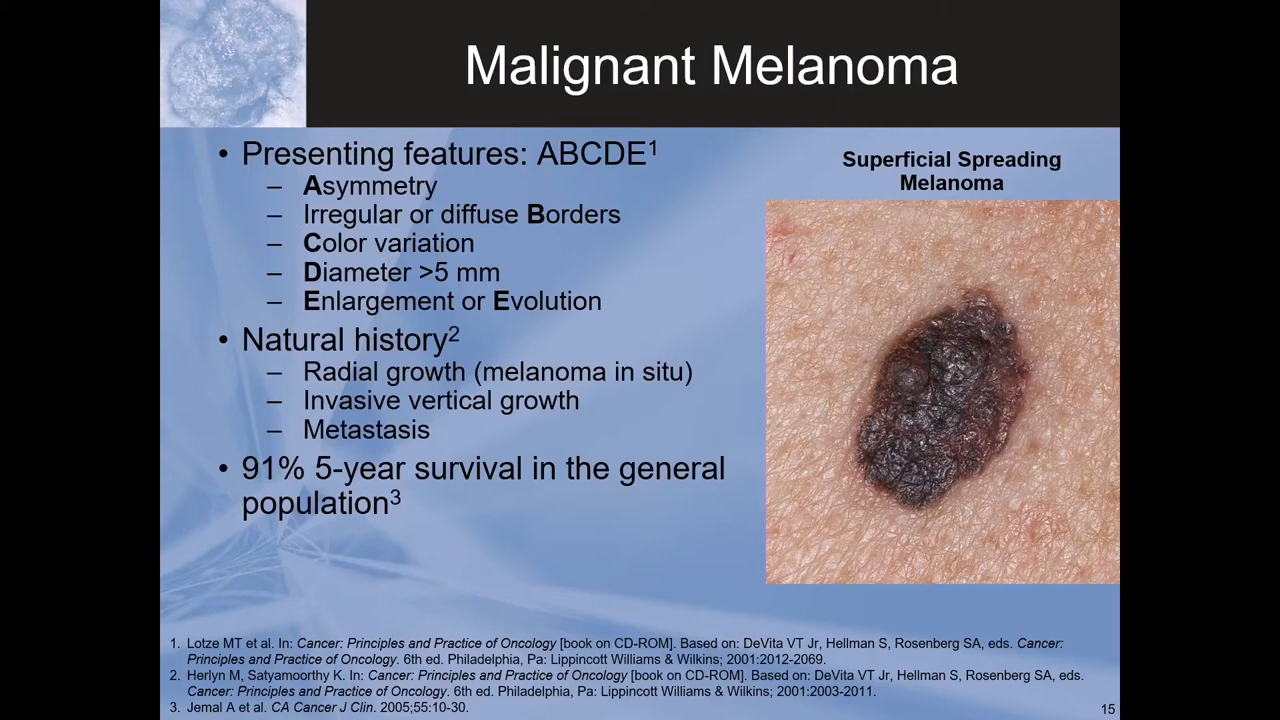 Malignant Melanoma
• Presenting features: ABCDE1
– Asymmetry
– Irregular or diffuse Borders
– Color variation
– Diameter >5 mm
– Enlargement or Evolution
• Natural history2
– Radial growth (melanoma in situ)
– Invasive vertical growth
– Metastasis
• 91% 5-year survival in the general
population3
Superficial Spreading
Melanoma
1. Lotze MT et al. In: Cancer: Principles and Practice of Oncology [book on CD-ROM]. Based on: DeVita VT Jr, Hellman S, Rosenberg SA, eds. Cancer:
Principles and Practice of Oncology. 6th ed. Philadelphia, Pa: Lippincott Williams & Wilkins; 2001:2012-2069.
2. Herlyn M, Satyamoorthy K. In: Cancer: Principles and Practice of Oncology [book on CD-ROM]. Based on: DeVita VT Jr, Hellman S, Rosenberg SA, eds.
Cancer: Principles and Practice of Oncology. 6th ed. Philadelphia, Pa: Lippincott Williams & Wilkins; 2001:2003-2011.
3. Jemal A et al. CA Cancer J Clin. 2005;55:10-30.
15